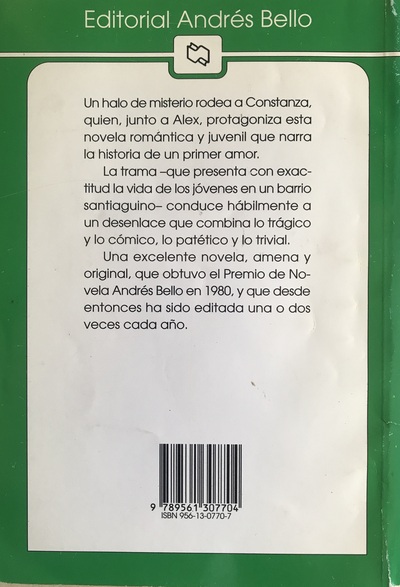 Editorial Andrés Bello
Un halo de misterio rodea a Constanza,
quien, junto a Alex, protagoniza esta
novela romántica y juvenil que narra
la historia de un primer amor.
La trama –que presenta con exac-
titud la vida de los jóvenes en un barrio
santiaguino– conduce hábilmente a
un desenlace que combina lo trágico
y lo cómico, lo patético y lo trivial.
Una excelente novela, amena y
original, que obtuvo el Premio de No-
vela Andrés Bello en 1980, y que desde
entonces ha sido editada una o dos
veces cada año.
9 789561 307704
ISBN 956-13-0770-7